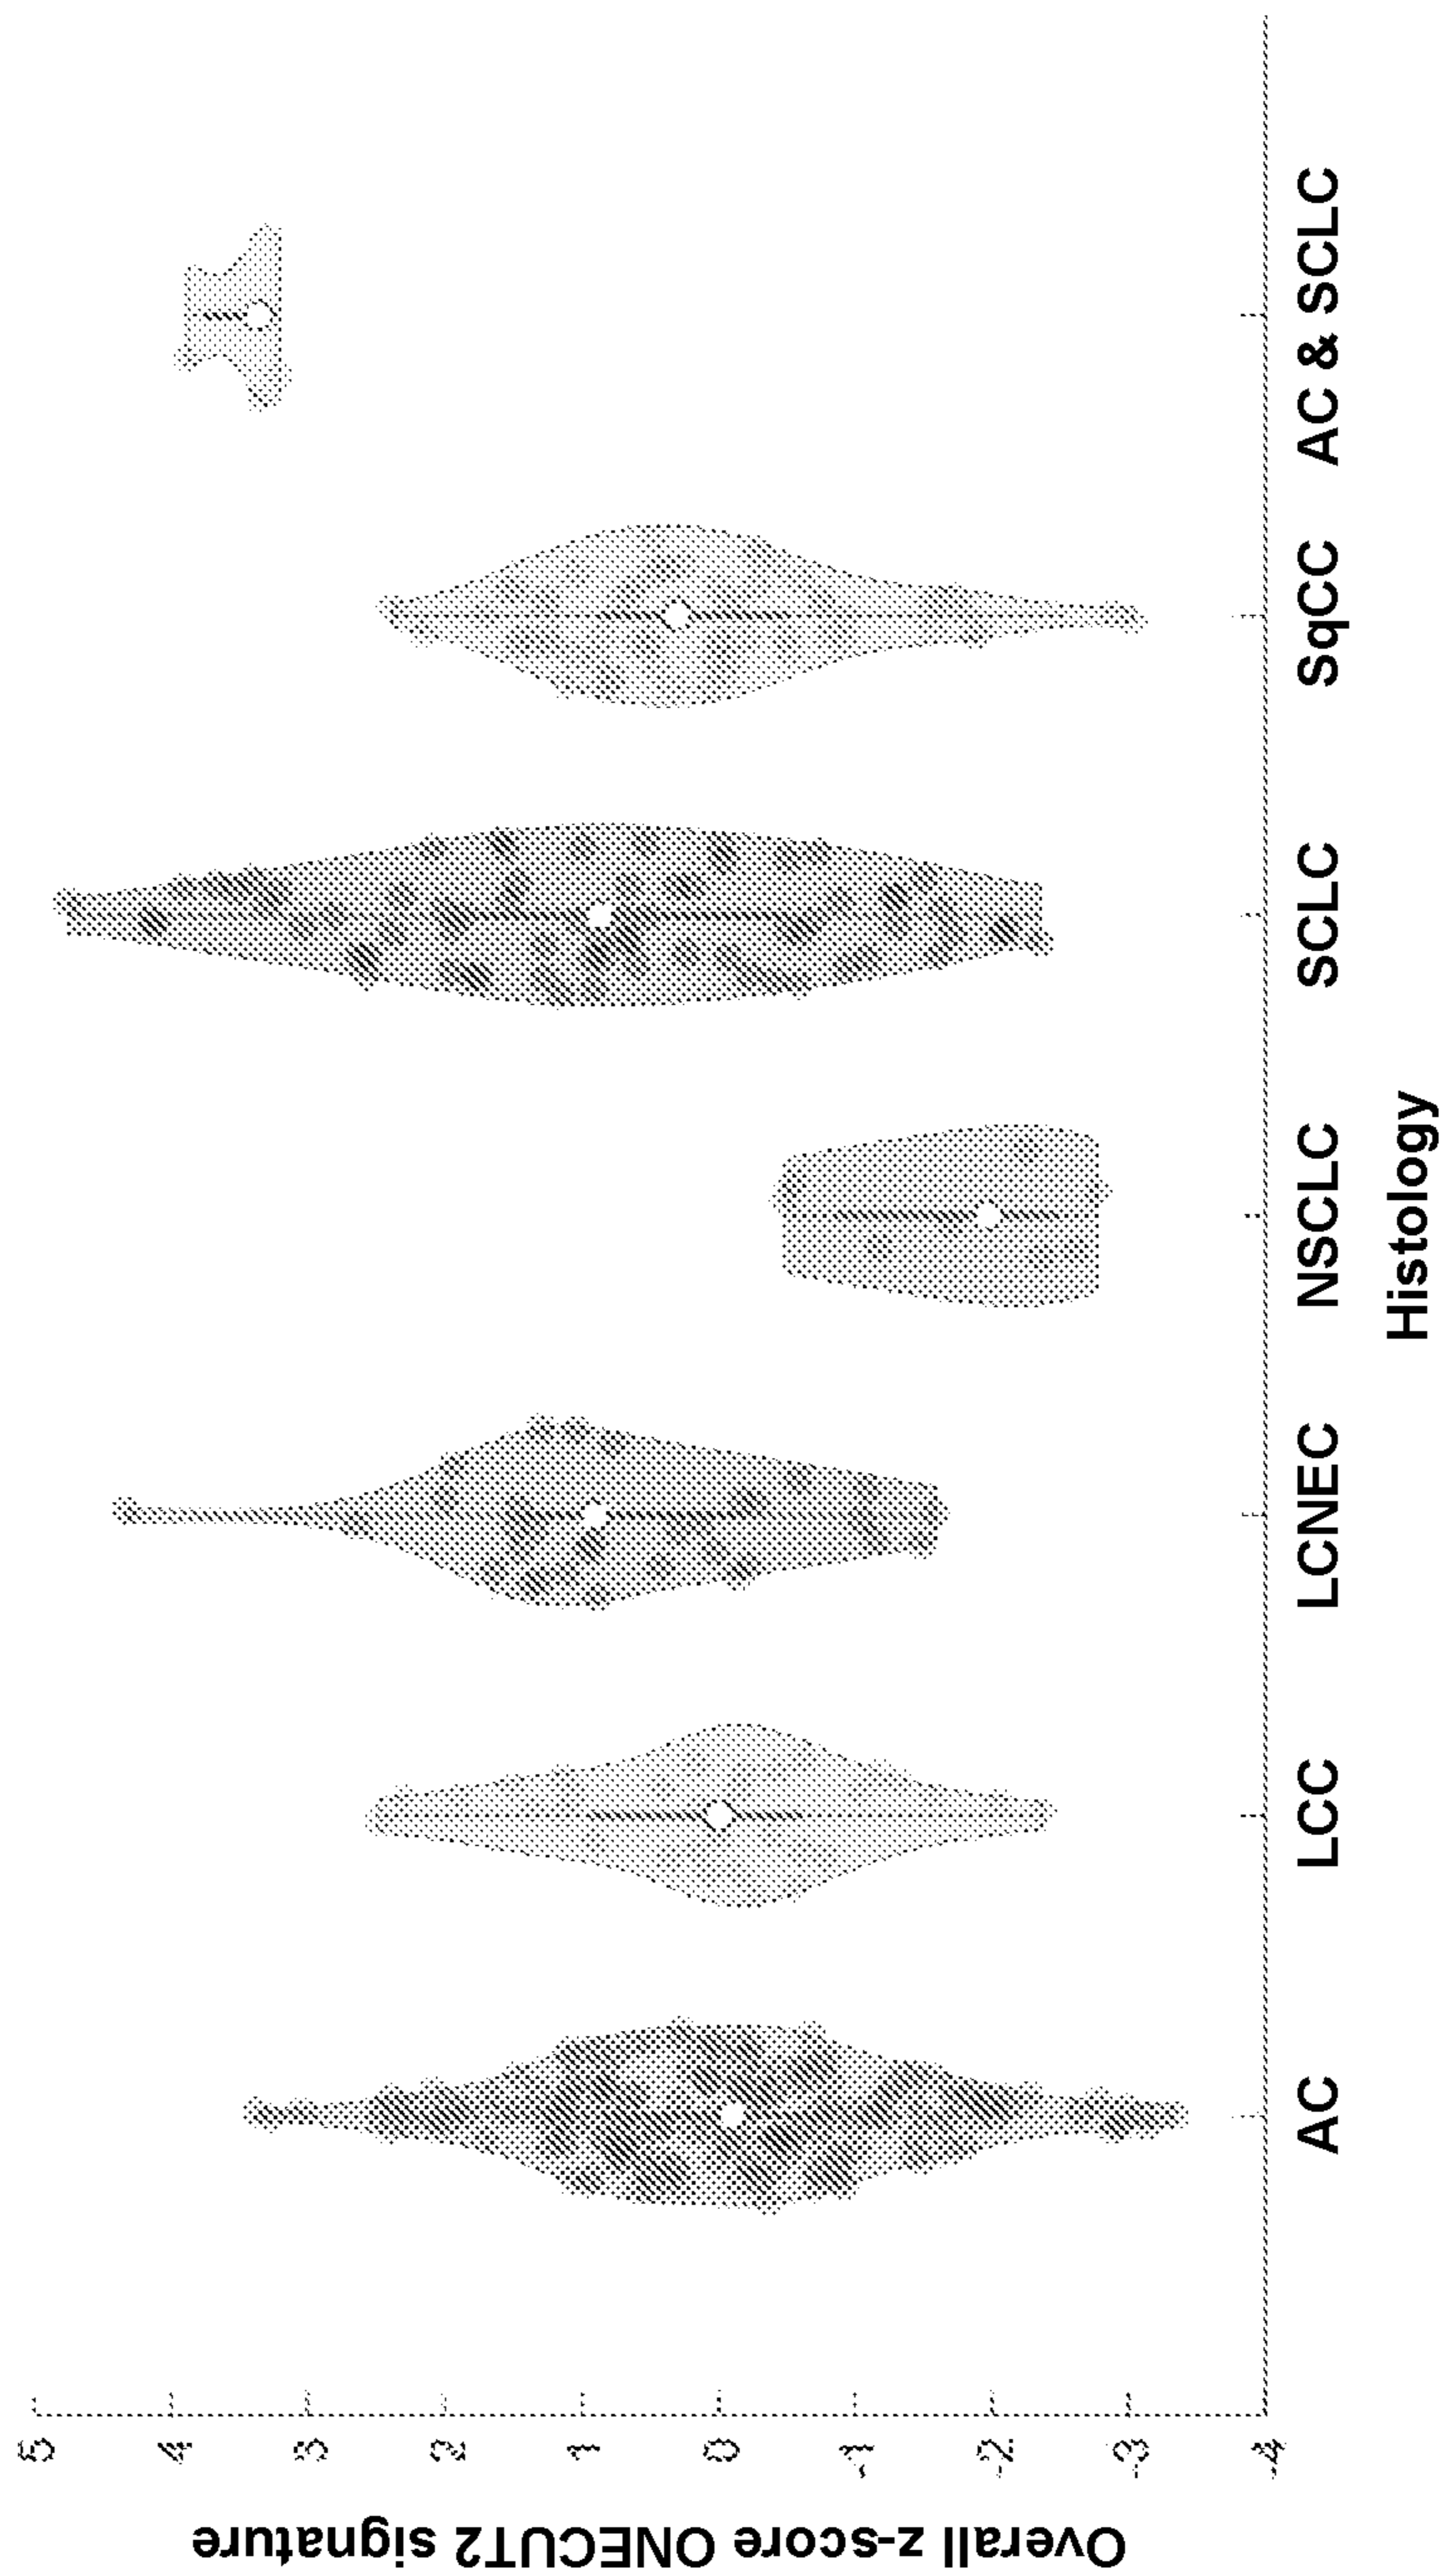 Overall z-score ONECUT2 signature
5
4
3
2
1
0
-1
-2
-3
-4
AC
LCC
LCNEC
NSCLC
SCLC
SqCC
AC & SCLC
Histology